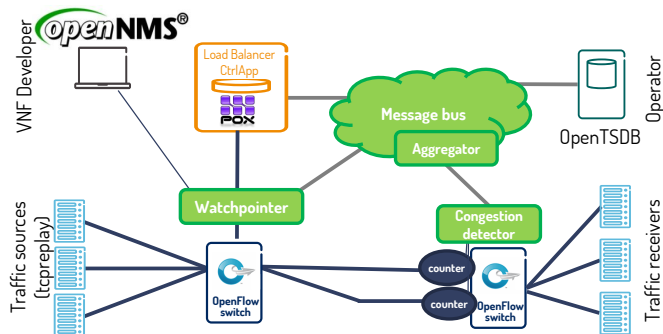 openNMS®
VNF Developer
Load Balancer
CtrlApp
POX
Message bus
Aggregator
OpenTSDB
Operator
Watchpointer
Congestion
detector
Traffic sources
(tcpreplay)
OpenFlow
switch
counter
counter
OpenFlow
switch
Traffic receivers